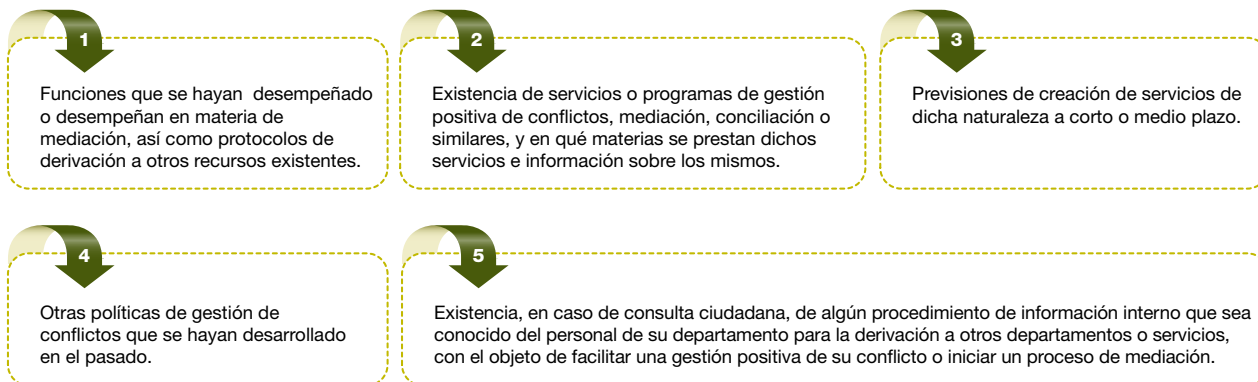 1
Funciones que se hayan desempeñado
o desempeñan en materia de
mediación, así como protocolos de
derivación a otros recursos existentes.
2
Existencia de servicios o programas de gestión
positiva de conflictos, mediación, conciliación o
similares, y en qué materias se prestan dichos
servicios e información sobre los mismos.
3
Previsiones de creación de servicios de
dicha naturaleza a corto o medio plazo.
4
Otras políticas de gestión de
conflictos que se hayan desarrollado
en el pasado.
5
Existencia, en caso de consulta ciudadana, de algún procedimiento de información interno que sea
conocido del personal de su departamento para la derivación a otros departamentos o servicios,
con el objeto de facilitar una gestión positiva de su conflicto o iniciar un proceso de mediación.